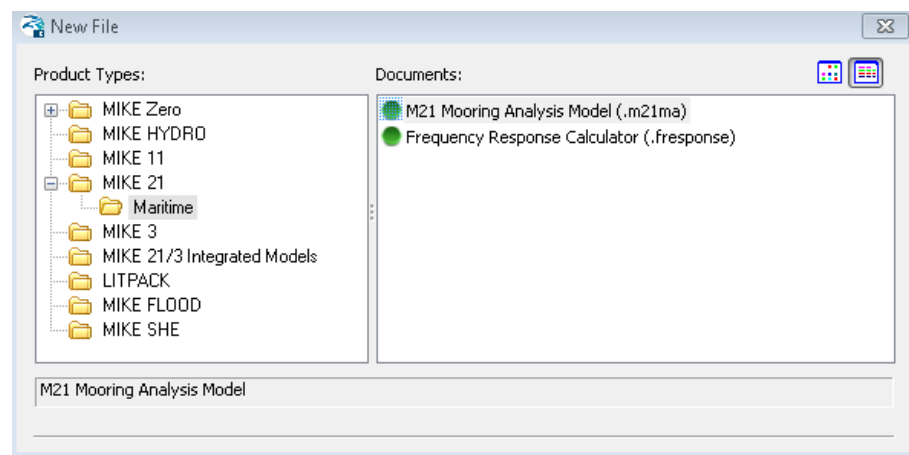 New File
Product Types:
Documents:
MIKE Zero
MIKE HYDRO
MIKE 11
MIKE 21
Maritime
MIKE 3
MIKE 21/3 Integrated Models
LITPACK
MIKE FLOOD
MIKE SHE
M21 Mooring Analysis Model (.m21ma)
Frequency Response Calculator (.fresponse)
M21 Mooring Analysis Model